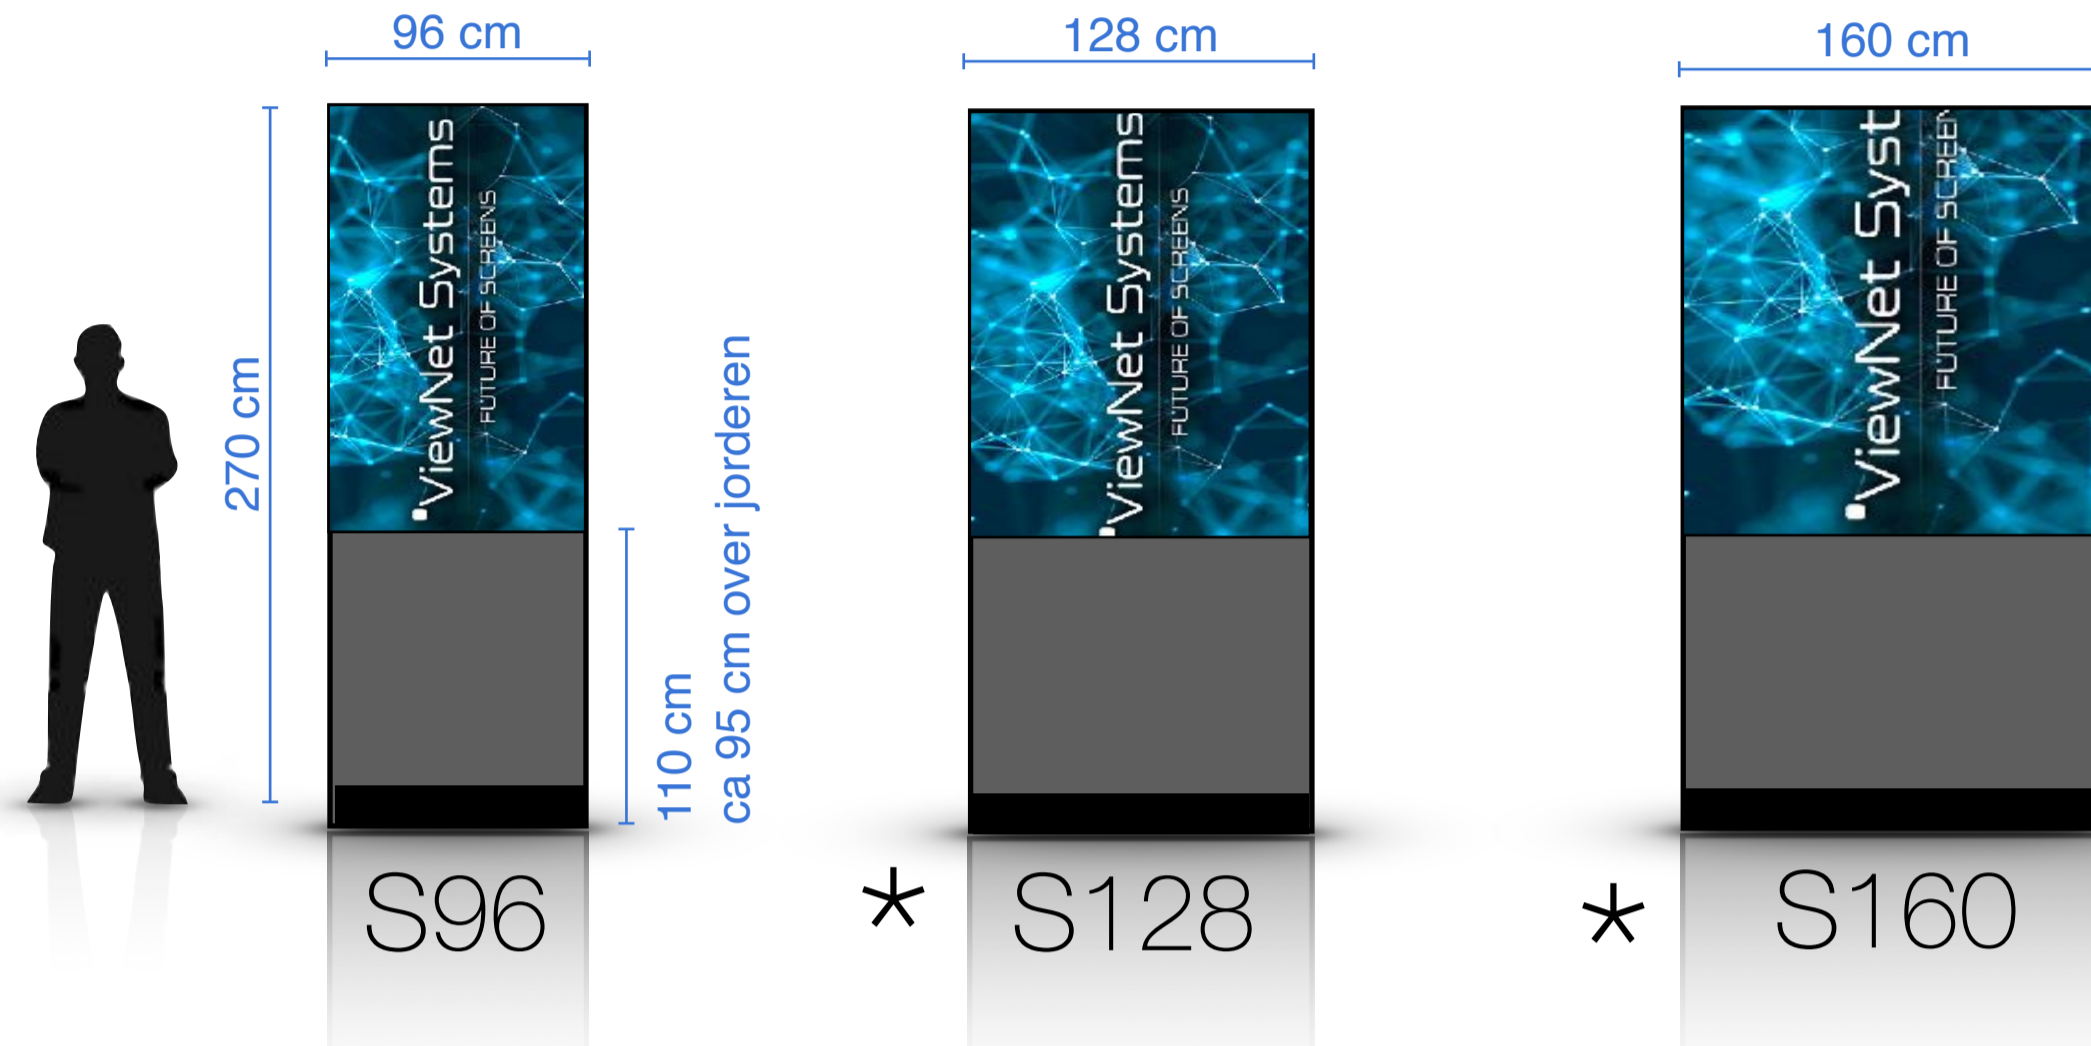 96 cm
128 cm
160 cm
270 cm
ViewNet Systems
FUTURE OF SCREENS
110 cm
ca 95 cm over jorderen
ViewNet Systems
FUTURE OF SCREENS
ViewNet Syst
FUTURE OF SCREEN
S96
* S128
* S160